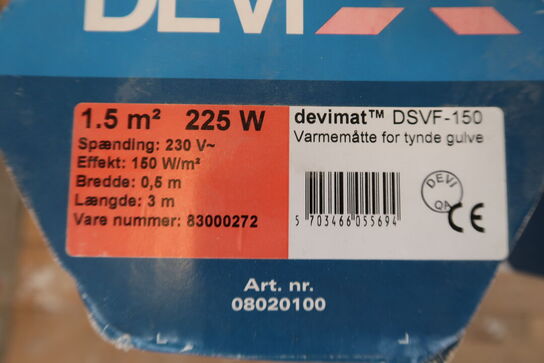 DEVI
1.5 m² 225 W
Spænding: 230 V~
Effekt: 150 W/m²
Bredde: 0,5 m
Længde: 3 m
Vare nummer: 83000272
devimat™ DSVF-150
Varmemåtte for tynde gulve
DEVI
QA
CE
5 703466 055694
Art. nr.
08020100